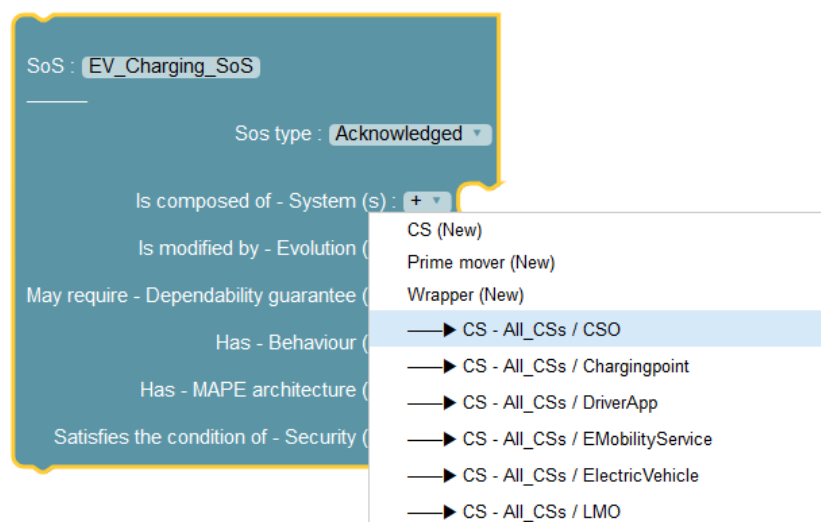 SoS : EV_Charging_SoS
Sos type : Acknowledged
Is composed of - System (s) : +
CS (New)
Is modified by - Evolution (
Prime mover (New)
May require - Dependability guarantee (
Wrapper (New)
CS - All_CSs / CSO
Has - Behaviour (
CS - All_CSs / Chargingpoint
Has - MAPE architecture (
CS - All_CSs / DriverApp
Satisfies the condition of - Security (
CS - All_CSs / EMobilityService
CS - All_CSs / ElectricVehicle
CS - All_CSs / LMO